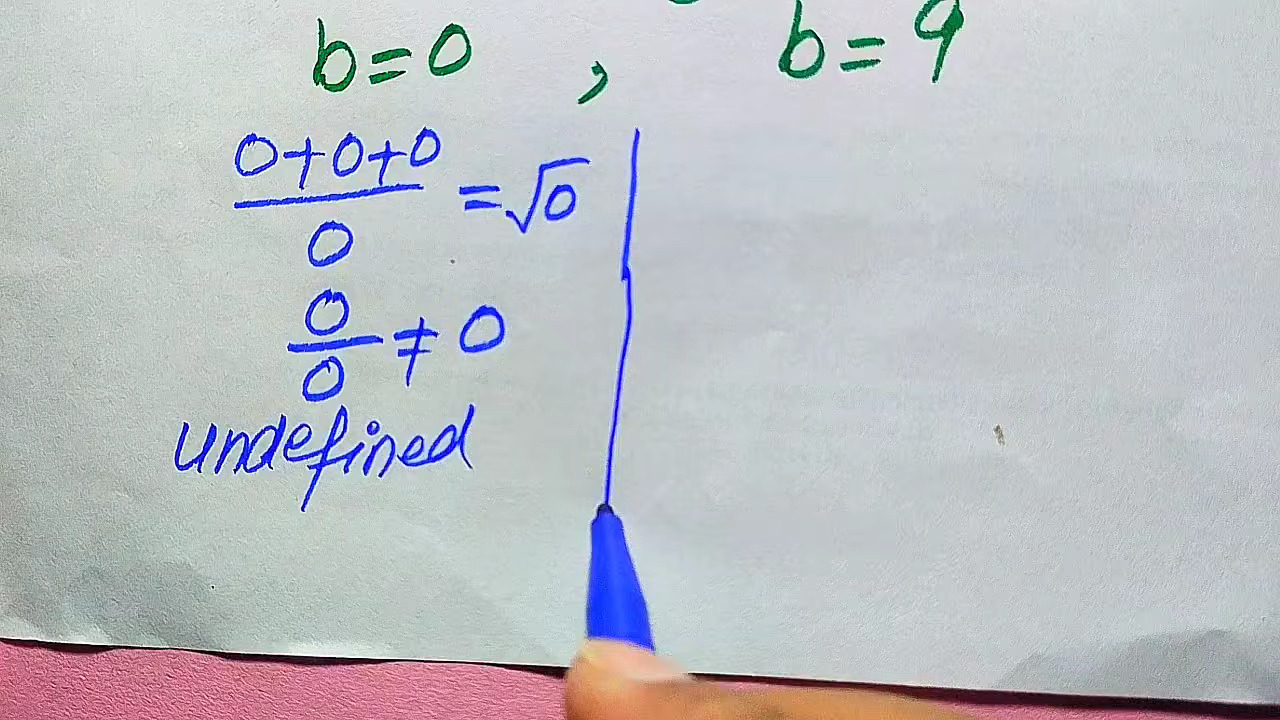 b=0 , b=9
0+0+0
/0 = √0
0/0 ≠ 0
undefined